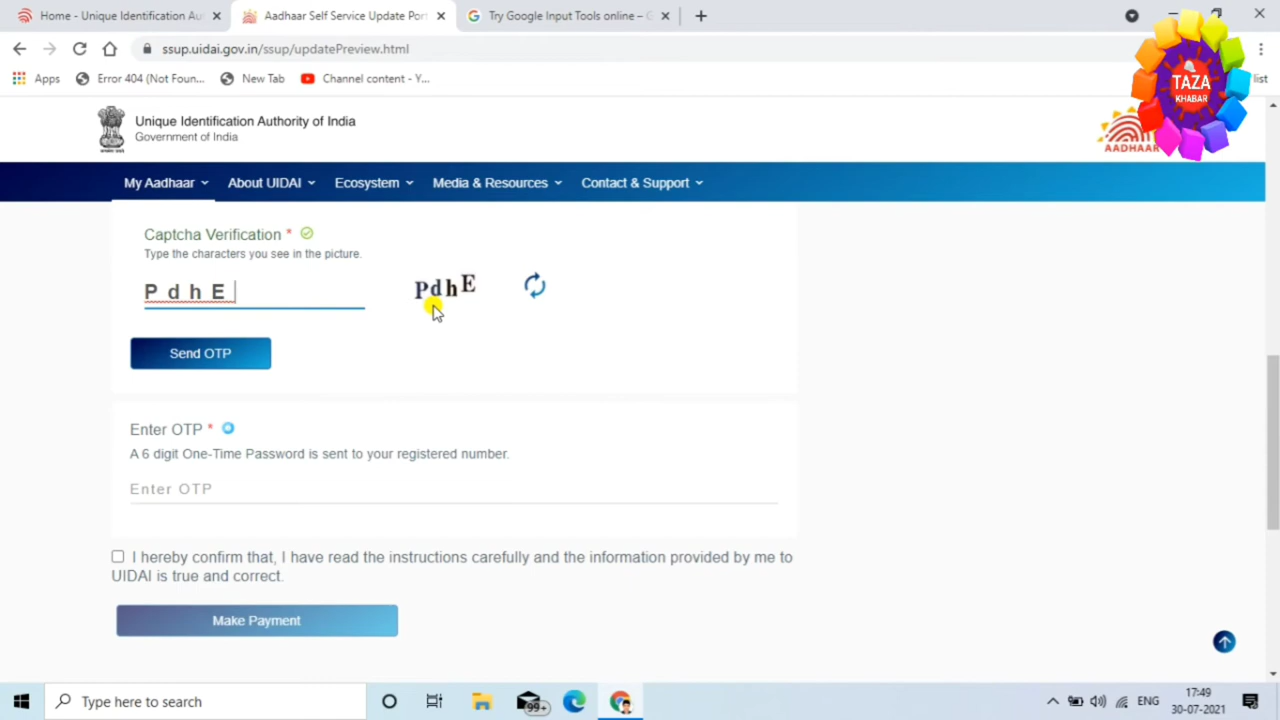 Home - Unique Identification Au
Aadhaar Self Service Update Port
Try Google Input Tools online – G
ssup.uidai.gov.in/ssup/updatePreview.html
Apps
Error 404 (Not Foun...
New Tab
Channel content - Y...
list
TAZA
KHABAR
Unique Identification Authority of India
Government of India
AADHAAR
My Aadhaar
About UIDAI
Ecosystem
Media & Resources
Contact & Support
Captcha Verification *
Type the characters you see in the picture.
P d h E
PdhE
Send OTP
Enter OTP *
A 6 digit One-Time Password is sent to your registered number.
Enter OTP
I hereby confirm that, I have read the instructions carefully and the information provided by me to
UIDAI is true and correct.
Make Payment
Type here to search
99+
ENG
17:49
30-07-2021